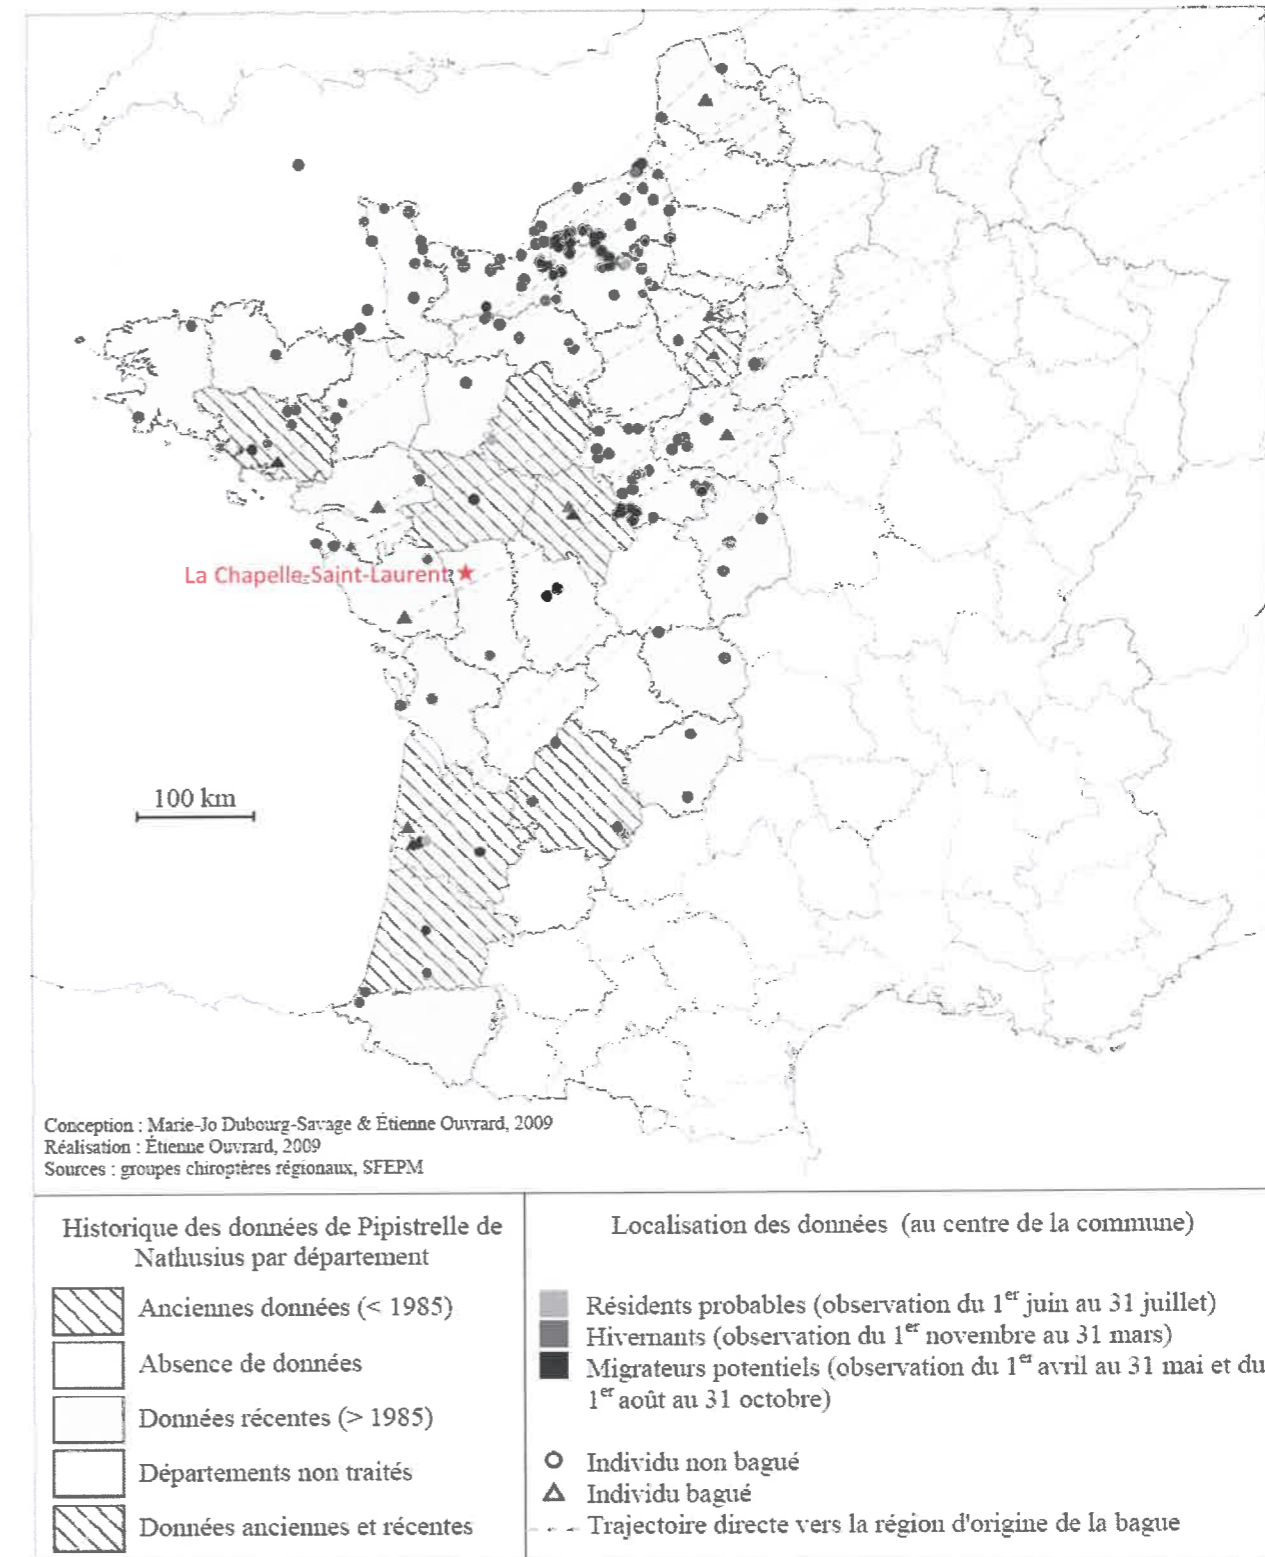 La Chapelle-Saint-Laurent
100 km
Conception : Marie-Jo Dubourg-Savage & Étienne Ouvrard, 2009
Réalisation : Étienne Ouvrard, 2009
Sources : groupes chiroptères régionaux, SFEPM
Historique des données de Pipistrelle de
Nathusius par département
Anciennes données (< 1985)
Absence de données
Données récentes (> 1985)
Départements non traités
Données anciennes et récentes
Localisation des données (au centre de la commune)
Résidents probables (observation du 1er juin au 31 juillet)
Hivernants (observation du 1er novembre au 31 mars)
Migrateurs potentiels (observation du 1er avril au 31 mai et du
1er août au 31 octobre)
Individu non bagué
Individu bagué
Trajectoire directe vers la région d'origine de la bague